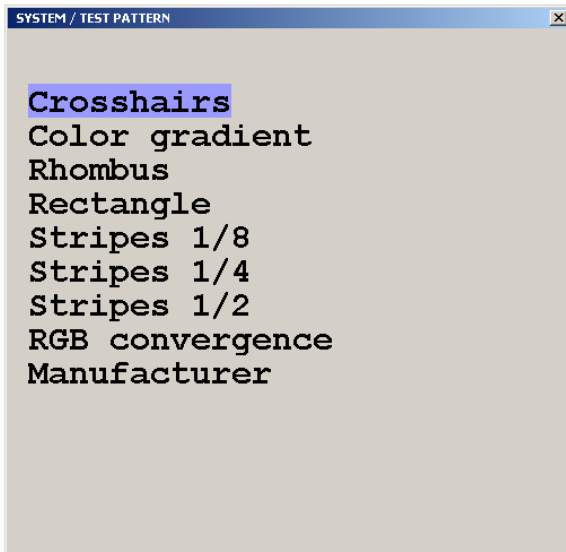 SYSTEM / TEST PATTERN
Crosshairs
Color gradient
Rhombus
Rectangle
Stripes 1/8
Stripes 1/4
Stripes 1/2
RGB convergence
Manufacturer